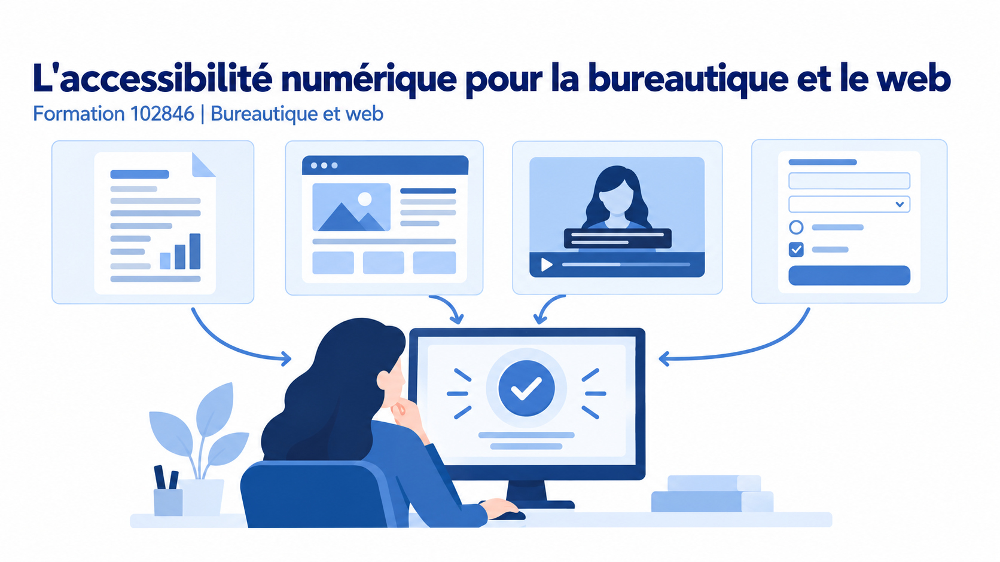 L'accessibilité numérique pour la bureautique et le web
Formation 102846 | Bureautique et web